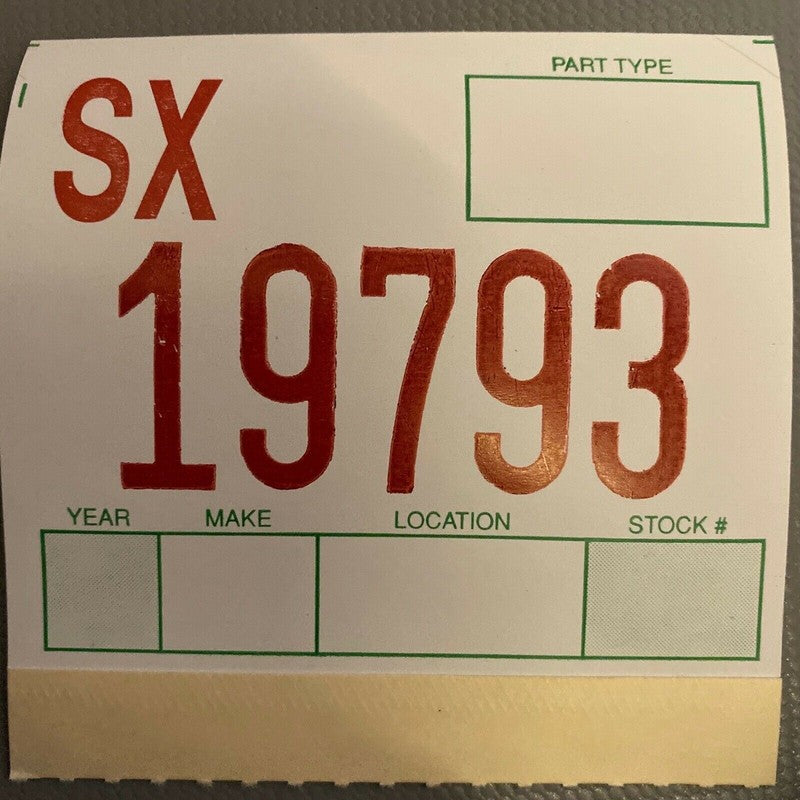 PART TYPE
SX
19793
YEAR MAKE LOCATION STOCK #